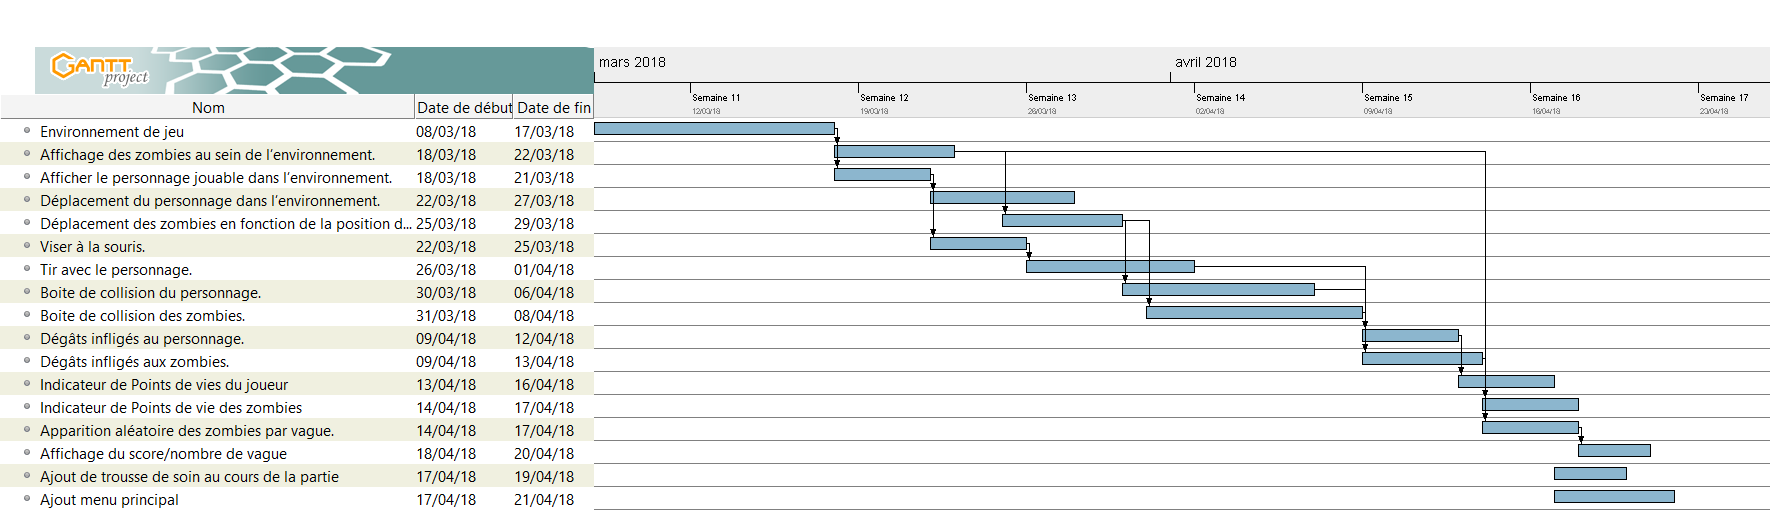 GANTT
project
mars 2018
avril 2018
Semaine 11
Semaine 12
Semaine 13
Semaine 14
Semaine 15
Semaine 16
Semaine 17
12/03/18
19/03/18
26/03/18
02/04/18
09/04/18
16/04/18
23/04/18
Nom Date de début Date de fin
Environnement de jeu 08/03/18 17/03/18
Affichage des zombies au sein de l’environnement. 18/03/18 22/03/18
Afficher le personnage jouable dans l’environnement. 18/03/18 21/03/18
Déplacement du personnage dans l’environnement. 22/03/18 27/03/18
Déplacement des zombies en fonction de la position d... 25/03/18 29/03/18
Viser à la souris. 22/03/18 25/03/18
Tir avec le personnage. 26/03/18 01/04/18
Boite de collision du personnage. 30/03/18 06/04/18
Boite de collision des zombies. 31/03/18 08/04/18
Dégâts infligés au personnage. 09/04/18 12/04/18
Dégâts infligés aux zombies. 09/04/18 13/04/18
Indicateur de Points de vies du joueur 13/04/18 16/04/18
Indicateur de Points de vie des zombies 14/04/18 17/04/18
Apparition aléatoire des zombies par vague. 14/04/18 17/04/18
Affichage du score/nombre de vague 18/04/18 20/04/18
Ajout de trousse de soin au cours de la partie 17/04/18 19/04/18
Ajout menu principal 17/04/18 21/04/18